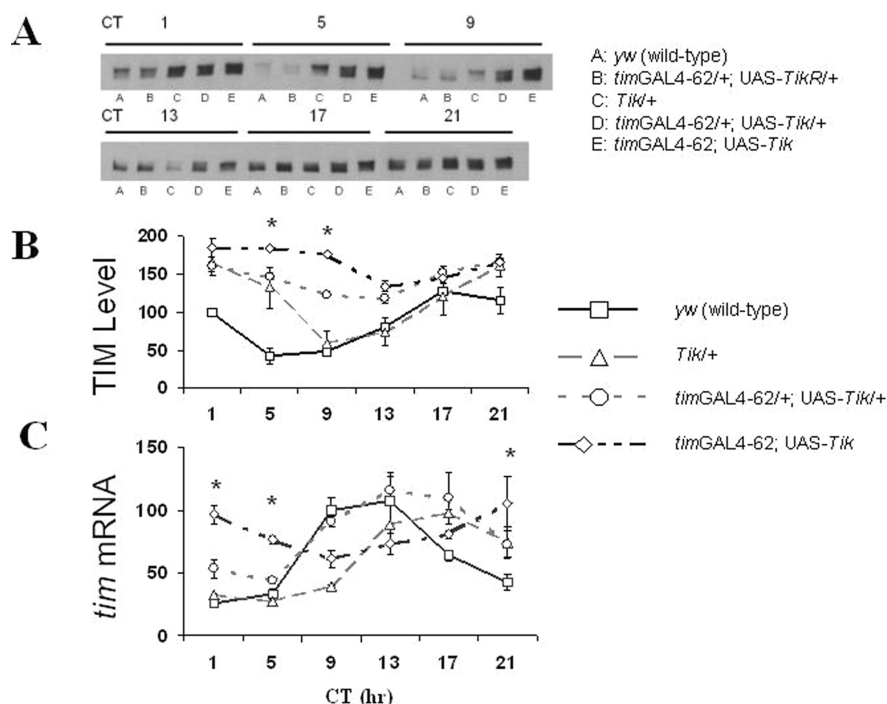 A
CT 1 5 9
A B C D E A B C D E A B C D E
CT 13 17 21
A B C D E A B C D E A B C D E
A: yw (wild-type)
B: timGAL4-62/+; UAS-TikR/+
C: Tik/+
D: timGAL4-62/+; UAS-Tik/+
E: timGAL4-62; UAS-Tik
B
* *
TIM Level
200
150
100
50
0
1 5 9 13 17 21
yw (wild-type)
Tik/+
timGAL4-62/+; UAS-Tik/+
timGAL4-62; UAS-Tik
C
* * *
tim mRNA
150
100
50
0
1 5 9 13 17 21
CT (hr)